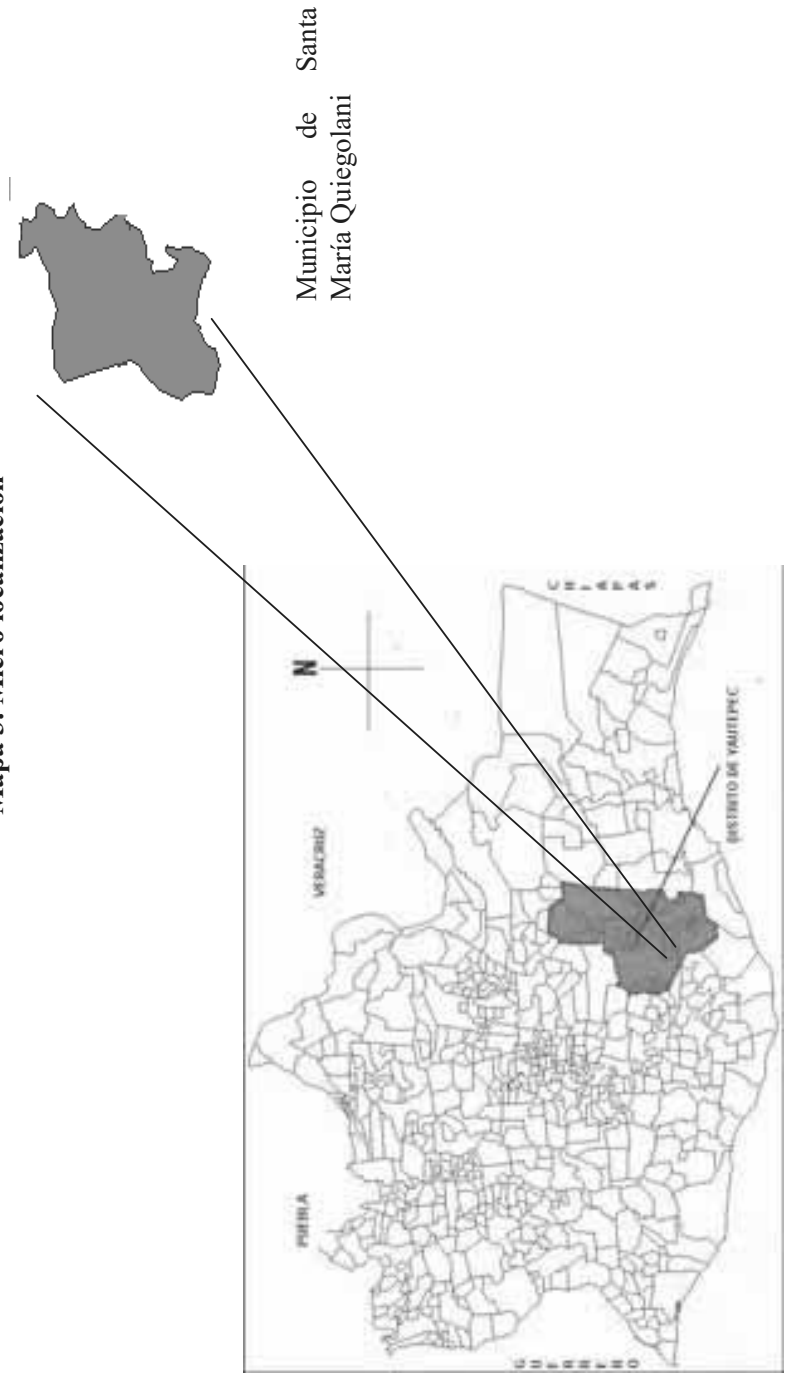 Mapa 3. Micro localización
Municipio de Santa
María Quiegolani
N
VERACRUZ
PUEBLA
CHIAPAS
GUERRERO
DISTRITO DE YAUTEPEC